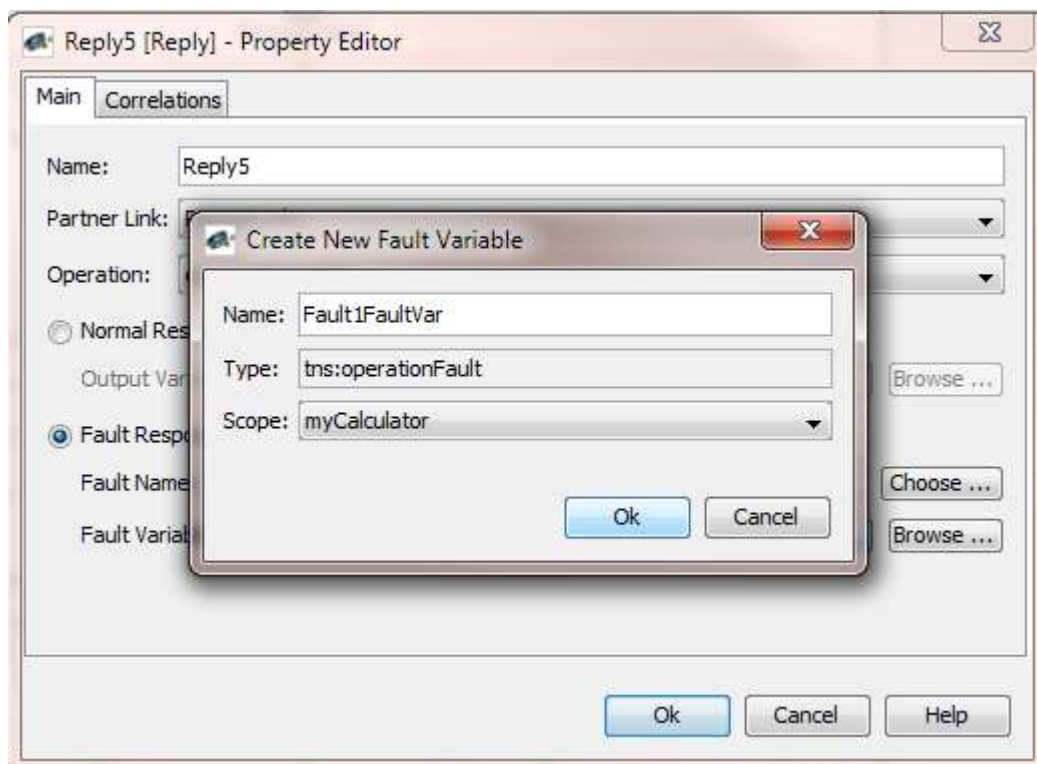 Reply5 [Reply] - Property Editor
Main Correlations
Name: Reply5
Partner Link:
Create New Fault Variable
Operation:
Name: Fault1FaultVar
Normal Res
Type: tns:operationFault
Output Var
Browse ...
Scope: myCalculator
Fault Resp
Fault Name
Choose ...
Ok Cancel
Fault Variab
Browse ...
Ok Cancel Help